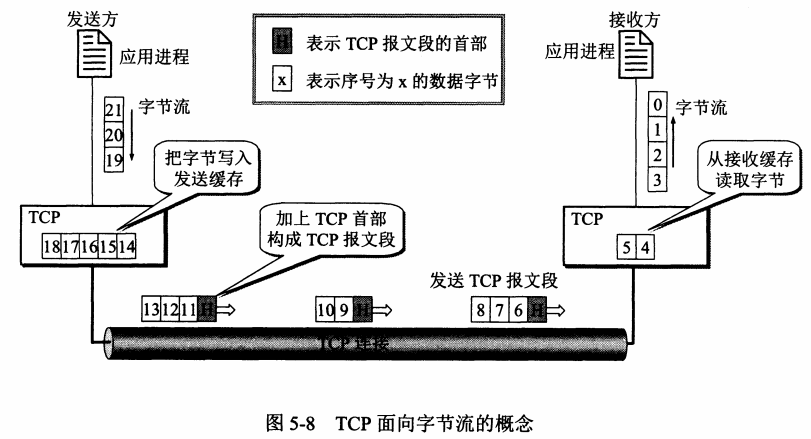 发送方
接收方
应用进程
应用进程
H 表示 TCP 报文段的首部
x 表示序号为 x 的数据字节
21
20
19
字节流
0
1
2
3
字节流
把字节写入
发送缓存
从接收缓存
读取字节
TCP
18 17 16 15 14
加上 TCP 首部
构成 TCP 报文段
TCP
5 4
发送 TCP 报文段
13 12 11 H
10 9 H
8 7 6 H
TCP 连接
图 5-8 TCP 面向字节流的概念